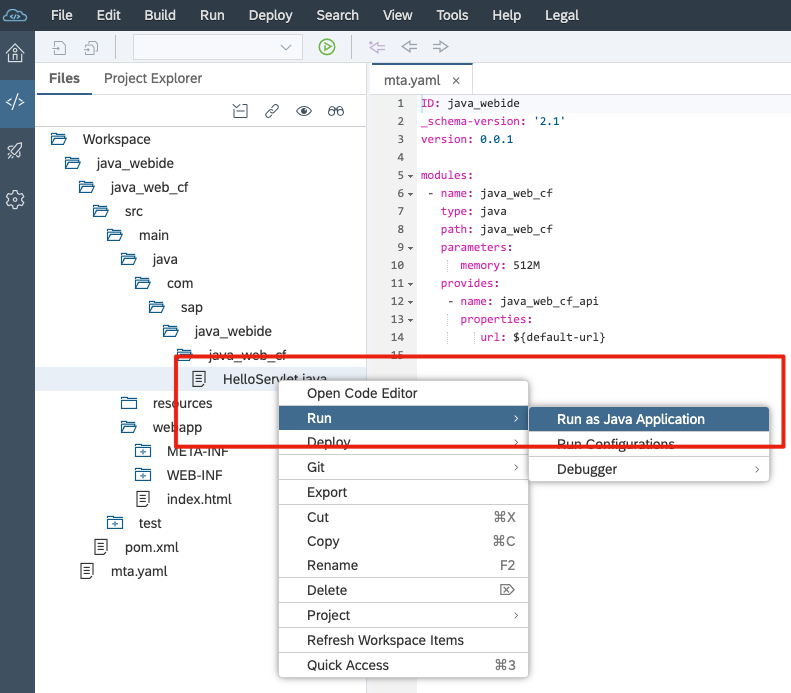 File Edit Build Run Deploy Search View Tools Help Legal
Files Project Explorer
mta.yaml ×
Workspace
java_webide
java_web_cf
src
main
java
com
sap
java_webide
java_web_cf
HelloServlet.java
resources
webapp
META-INF
WEB-INF
index.html
test
pom.xml
mta.yaml
1 ID: java_webide
2 _schema-version: '2.1'
3 version: 0.0.1
4
5 modules:
6 - name: java_web_cf
7 type: java
8 path: java_web_cf
9 parameters:
10 memory: 512M
11 provides:
12 - name: java_web_cf_api
13 properties:
14 url: ${default-url}
15
Open Code Editor
Run
Deploy
Git
Export
Cut ⌘X
Copy ⌘C
Rename F2
Delete ⌦
Project
Refresh Workspace Items
Quick Access ⌘3
Run as Java Application
Run Configurations
Debugger